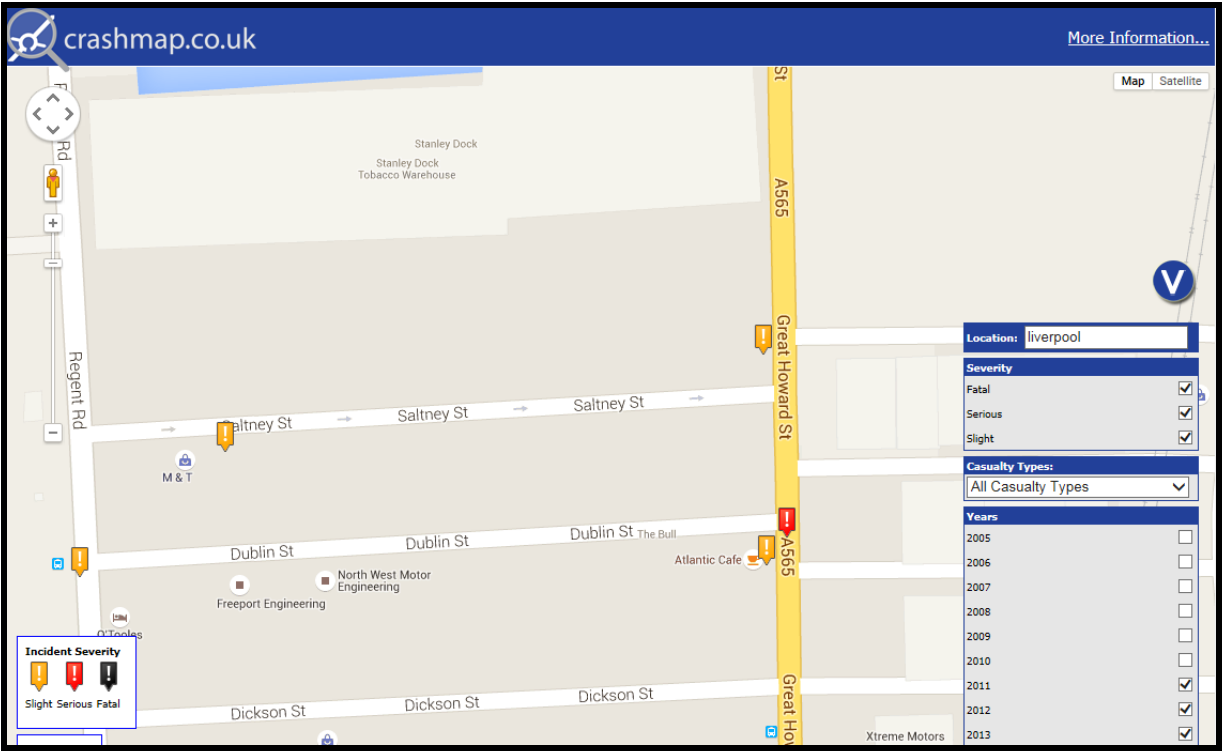 crashmap.co.uk
More Information...
Map Satellite
St
Rd
Stanley Dock
Stanley Dock
Tobacco Warehouse
A565
Location: liverpool
Great Howard St
Severity
Fatal
Serious
Slight
Regent Rd
Saltney St
Saltney St
Saltney St
M & T
Casualty Types:
All Casualty Types
Years
2005
2006
2007
2008
2009
2010
2011
2012
2013
Dublin St
Dublin St
Dublin St The Bull
Atlantic Cafe
A565
North West Motor
Engineering
Freeport Engineering
O'Tooles
Incident Severity
Slight Serious Fatal
Dickson St
Dickson St
Dickson St
Great Ho
Xtreme Motors